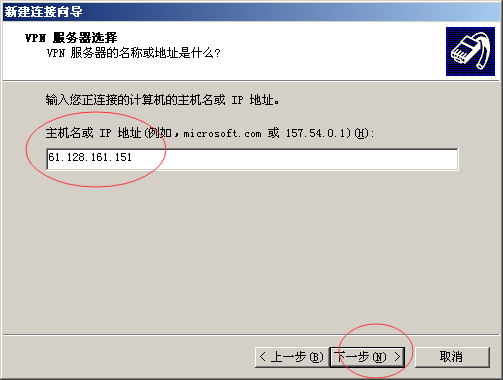 新建连接向导
VPN 服务器选择
VPN 服务器的名称或地址是什么?
输入您正连接的计算机的主机名或 IP 地址。
主机名或 IP 地址(例如，microsoft.com 或 157.54.0.1)(H):
61.128.161.151
< 上一步(B) 下一步(N) > 取消